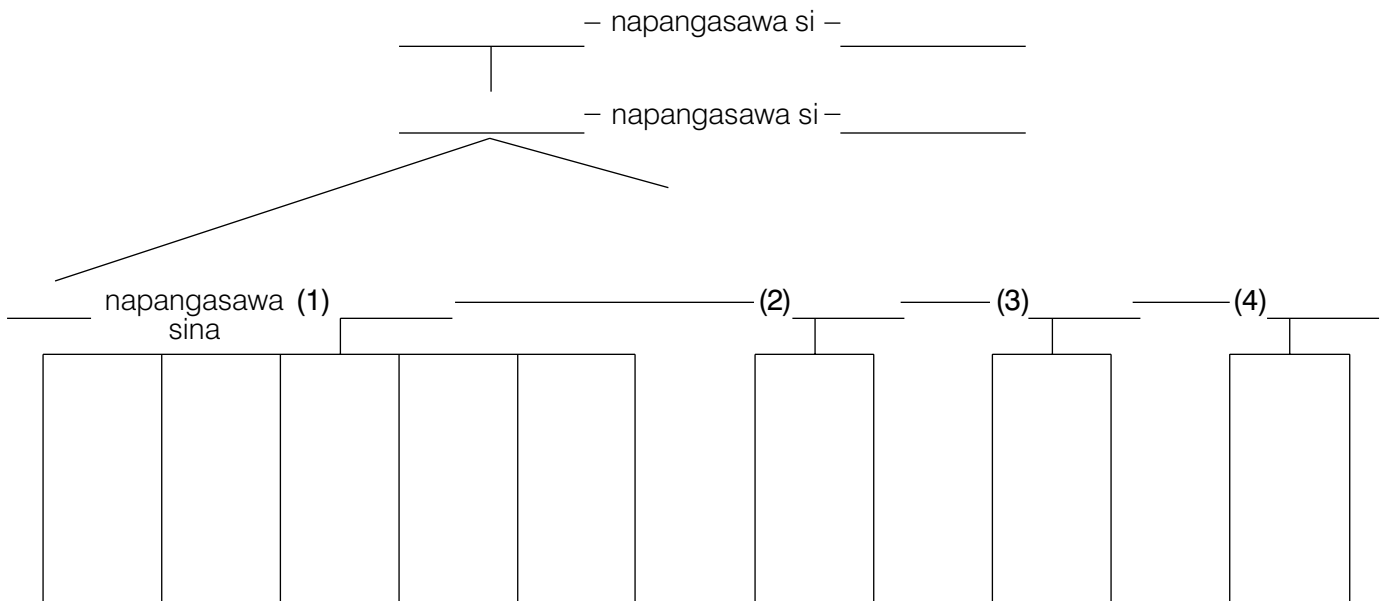 – napangasawa si –
– napangasawa si –
napangasawa (1) (2) (3) (4)
sina